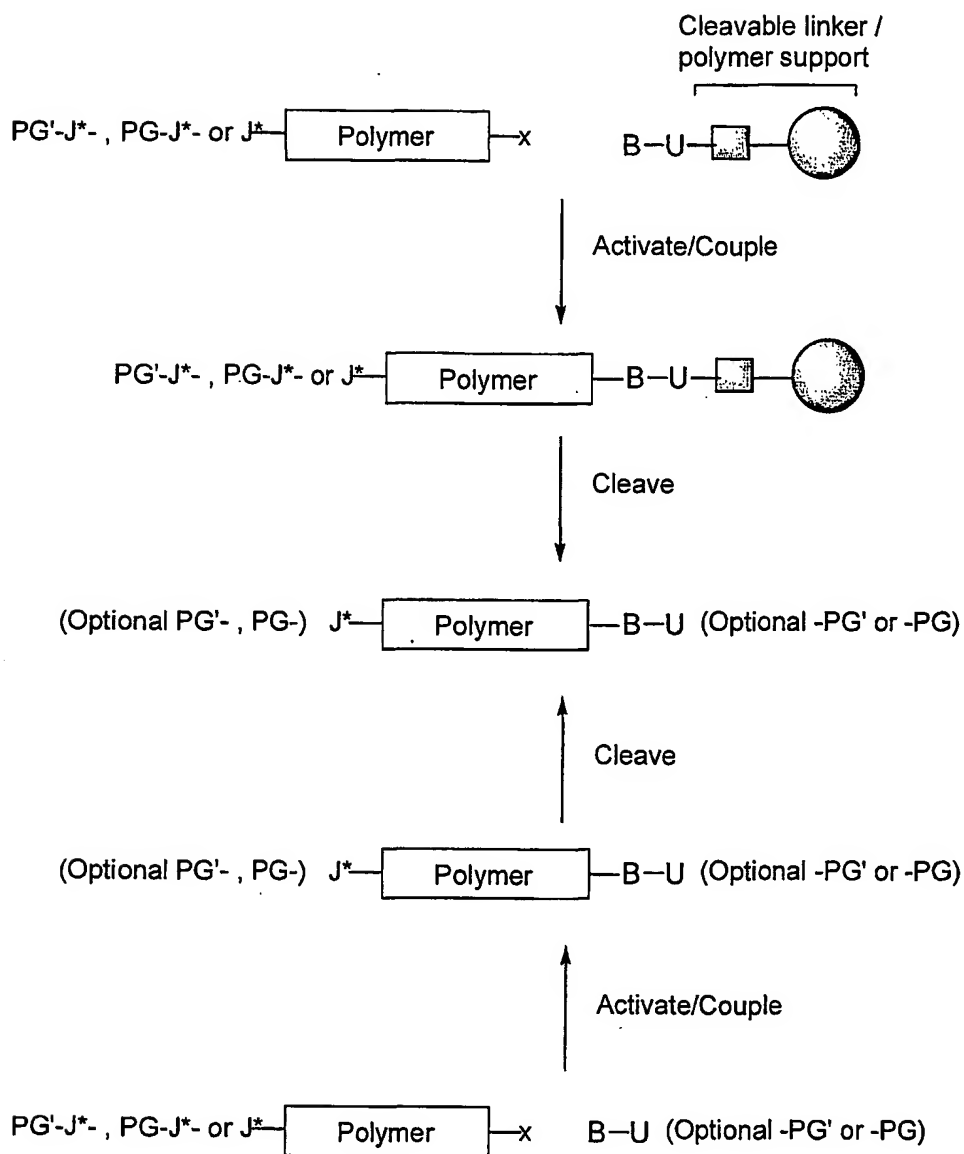 Cleavable linker /
polymer support
PG'-J*- , PG-J*- or J* Polymer x B–U
Activate/Couple
PG'-J*- , PG-J*- or J* Polymer B–U
Cleave
(Optional PG'- , PG-) J* Polymer B–U (Optional -PG' or -PG)
Cleave
(Optional PG'- , PG-) J* Polymer B–U (Optional -PG' or -PG)
Activate/Couple
PG'-J*- , PG-J*- or J* Polymer x B–U (Optional -PG' or -PG)